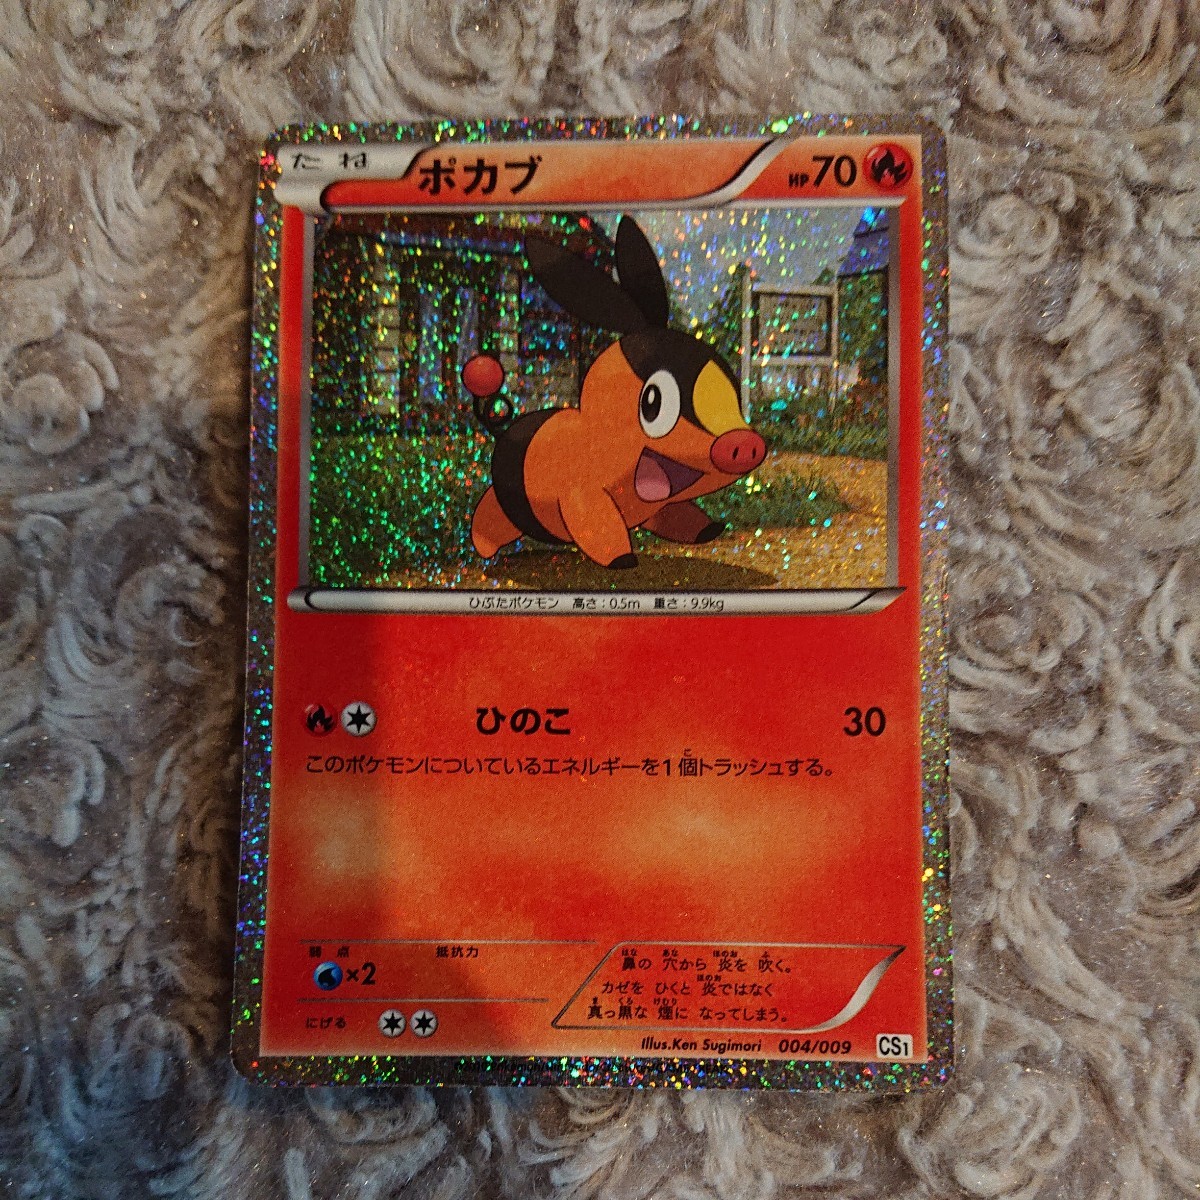 たね ポカブ HP 70
ひぶたポケモン 高さ：0.5m 重さ：9.9kg
ひのこ 30
このポケモンについているエネルギーを1個トラッシュする。
弱点 抵抗力
×2
にげる
鼻の 穴から 炎を 吹く。
カゼを ひくと 炎ではなく
真っ黒な 煙に なってしまう。
Illus.Ken Sugimori 004/009 CS1